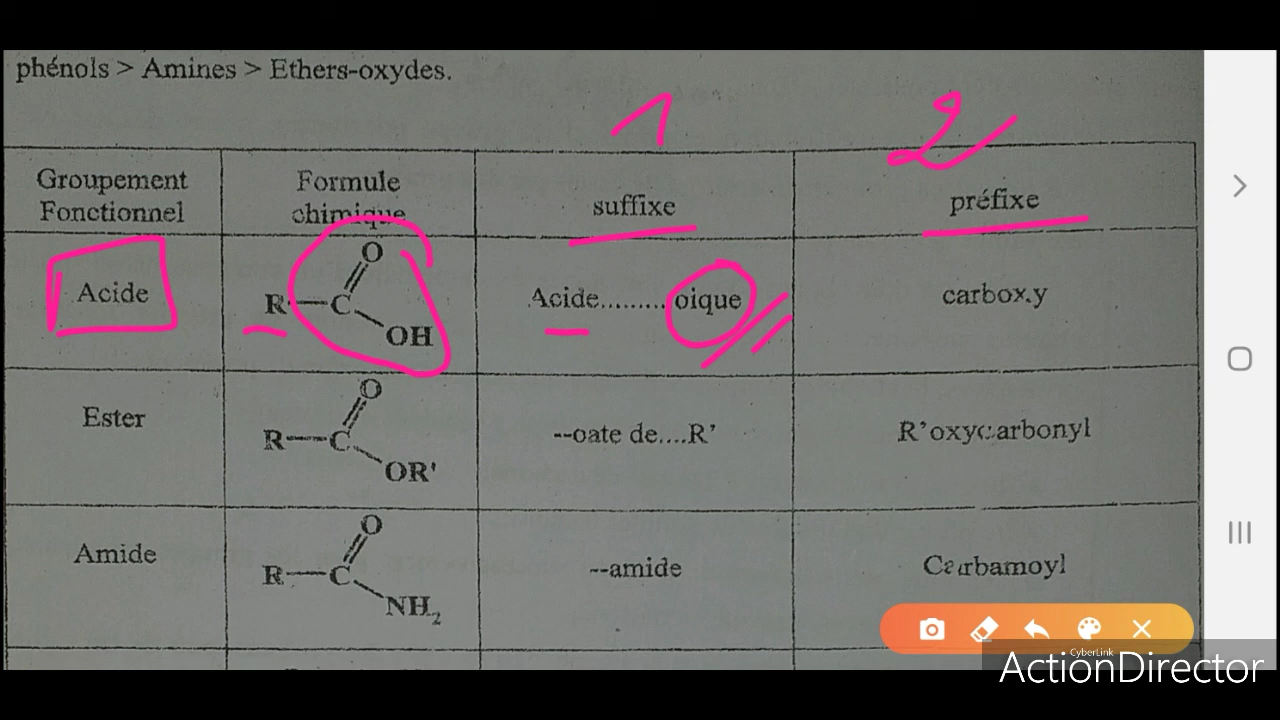 phénols > Amines > Ethers-oxydes.
1
2
Groupement
Fonctionnel
Formule
chimique
suffixe
préfixe
Acide
R—C
O
OH
Acide.........oique
carboxy
Ester
R—C
O
OR'
--oate de....R'
R'oxycarbonyl
Amide
R—C
O
NH₂
--amide
Carbamoyl
CyberLink
ActionDirector